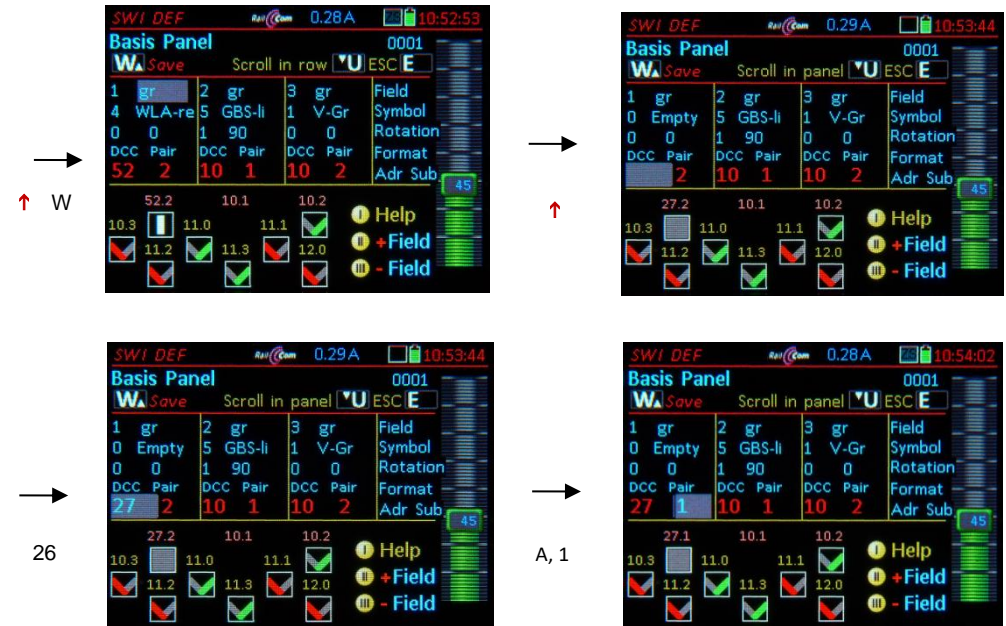 SWI DEF RailCom 0.28 A 10:52:53
Basis Panel 0001
W Save Scroll in row U ESC E
1 gr 2 gr 3 gr Field
4 WLA-re 5 GBS-li 1 V-Gr Symbol
0 0 1 90 0 0 Rotation
DCC Pair DCC Pair DCC Pair Format
52 2 10 1 10 2 Adr Sub
45
52.2 10.1 10.2
I Help
10.3 11.0 11.1
II +Field
11.2 11.3 12.0
III - Field
↑ W
SWI DEF RailCom 0.29 A 10:53:44
Basis Panel 0001
W Save Scroll in panel U ESC E
1 gr 2 gr 3 gr Field
0 Empty 5 GBS-li 1 V-Gr Symbol
0 0 1 90 0 0 Rotation
DCC Pair DCC Pair DCC Pair Format
2 10 1 10 2 Adr Sub
45
27.2 10.1 10.2
I Help
10.3 11.0 11.1
II +Field
11.2 11.3 12.0
III - Field
↑
SWI DEF RailCom 0.29 A 10:53:44
Basis Panel 0001
W Save Scroll in panel U ESC E
1 gr 2 gr 3 gr Field
0 Empty 5 GBS-li 1 V-Gr Symbol
0 0 1 90 0 0 Rotation
DCC Pair DCC Pair DCC Pair Format
27 2 10 1 10 2 Adr Sub
45
27.2 10.1 10.2
I Help
10.3 11.0 11.1
II +Field
11.2 11.3 12.0
III - Field
26
SWI DEF RailCom 0.28 A 10:54:02
Basis Panel 0001
W Save Scroll in panel U ESC E
1 gr 2 gr 3 gr Field
0 Empty 5 GBS-li 1 V-Gr Symbol
0 0 1 90 0 0 Rotation
DCC Pair DCC Pair DCC Pair Format
27 1 10 1 10 2 Adr Sub
45
27.1 10.1 10.2
I Help
10.3 11.0 11.1
II +Field
11.2 11.3 12.0
III - Field
A, 1